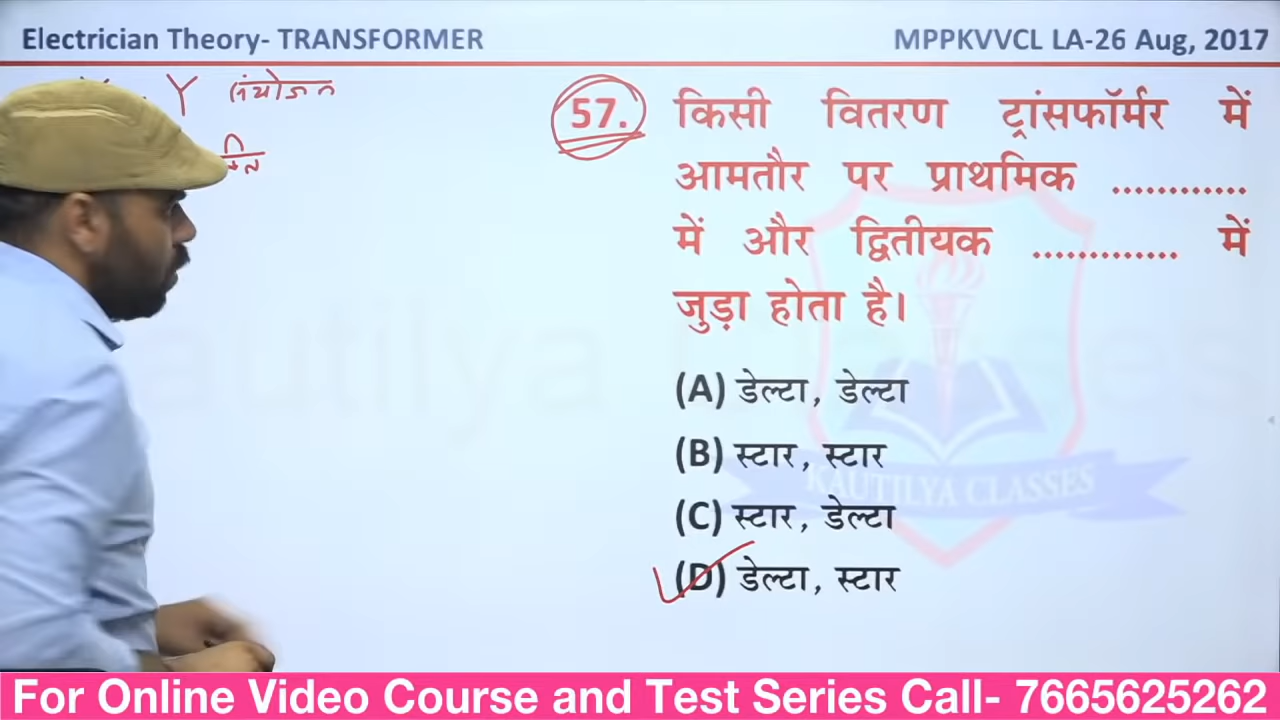 Electrician Theory- TRANSFORMER
MPPKVVCL LA-26 Aug, 2017
Y संयोजन
57. किसी वितरण ट्रांसफॉर्मर में
आमतौर पर प्राथमिक ............
में और द्वितीयक ............. में
जुड़ा होता है।
(A) डेल्टा, डेल्टा
(B) स्टार, स्टार
(C) स्टार, डेल्टा
(D) डेल्टा, स्टार
KAUTILYA CLASSES
For Online Video Course and Test Series Call- 7665625262